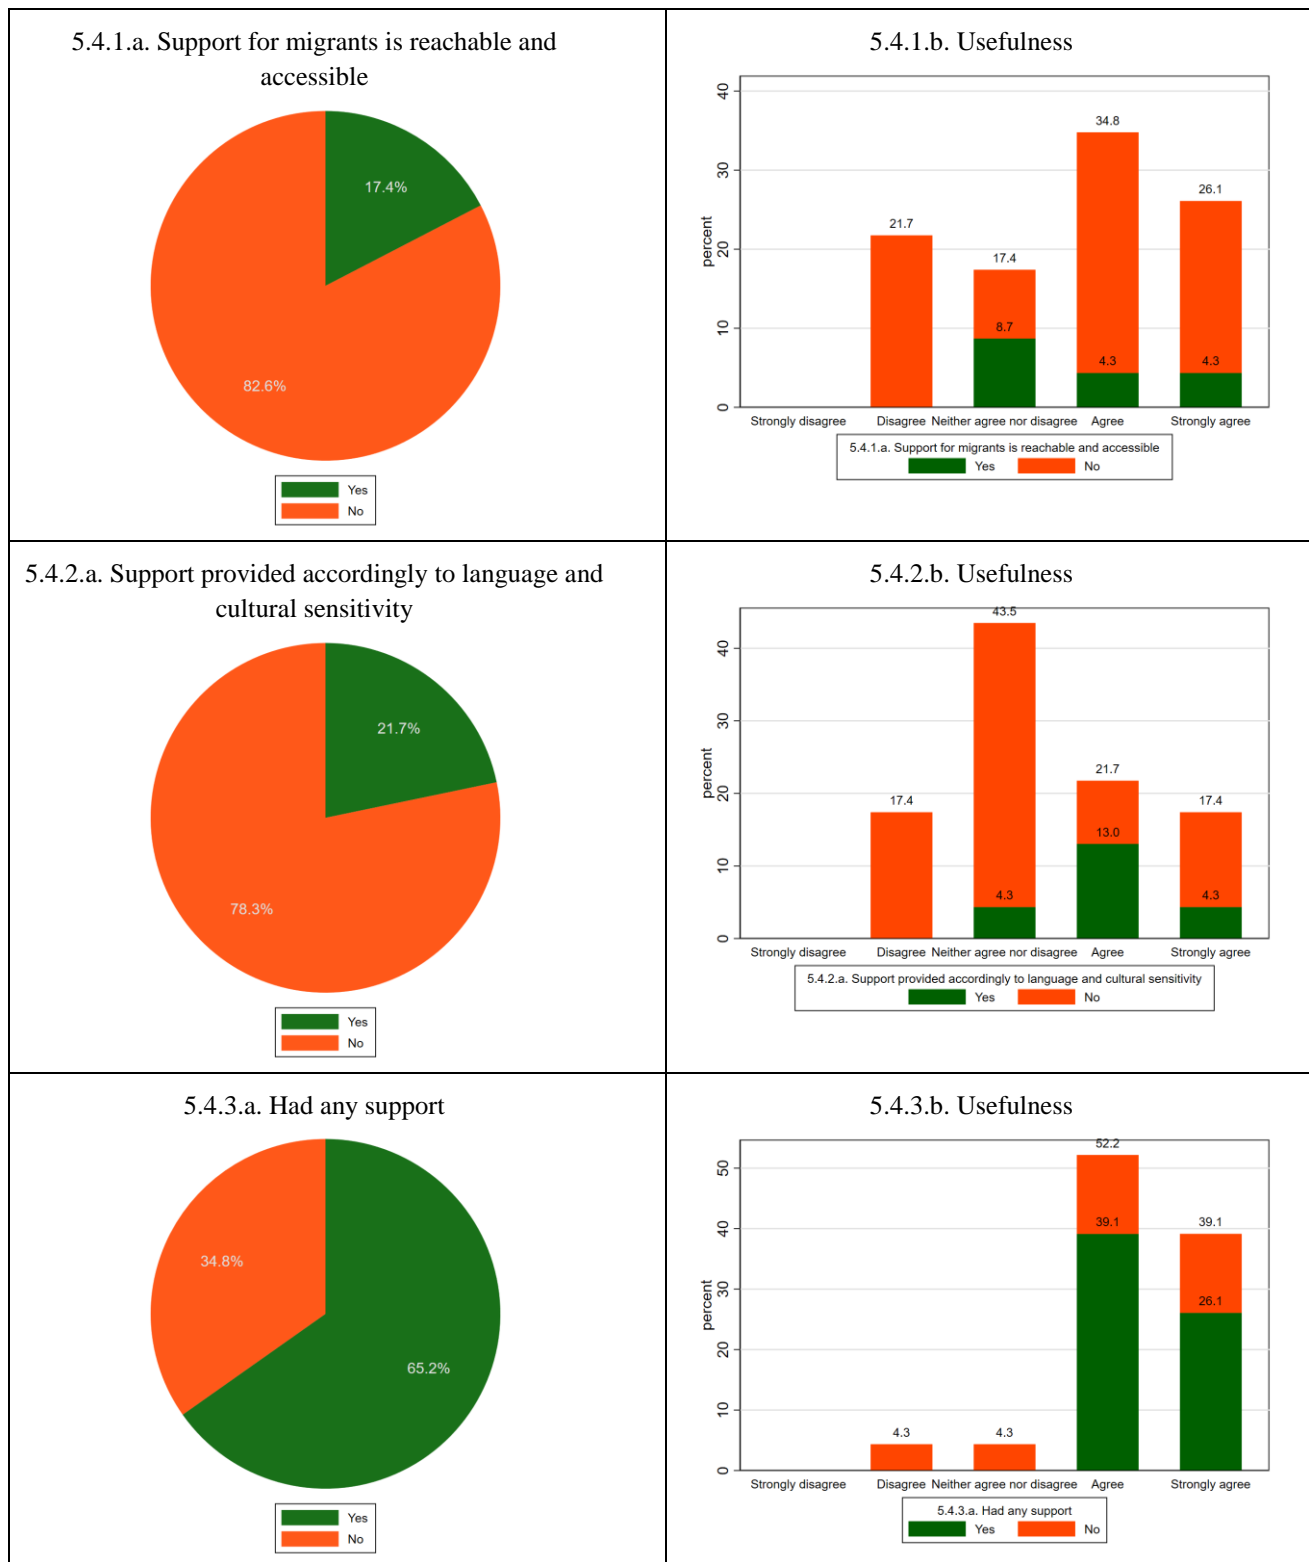 5.4.1.a. Support for migrants is reachable and
accessible
17.4%
82.6%
Yes
No
5.4.1.b. Usefulness
percent
40
30
20
10
0
21.7
17.4
8.7
34.8
4.3
26.1
4.3
Strongly disagree Disagree Neither agree nor disagree Agree Strongly agree
5.4.1.a. Support for migrants is reachable and accessible
Yes No
5.4.2.a. Support provided accordingly to language and
cultural sensitivity
21.7%
78.3%
Yes
No
5.4.2.b. Usefulness
percent
40
30
20
10
0
17.4
43.5
4.3
21.7
13.0
17.4
4.3
Strongly disagree Disagree Neither agree nor disagree Agree Strongly agree
5.4.2.a. Support provided accordingly to language and cultural sensitivity
Yes No
5.4.3.a. Had any support
34.8%
65.2%
Yes
No
5.4.3.b. Usefulness
percent
50
40
30
20
10
0
4.3
4.3
52.2
39.1
39.1
26.1
Strongly disagree Disagree Neither agree nor disagree Agree Strongly agree
5.4.3.a. Had any support
Yes No